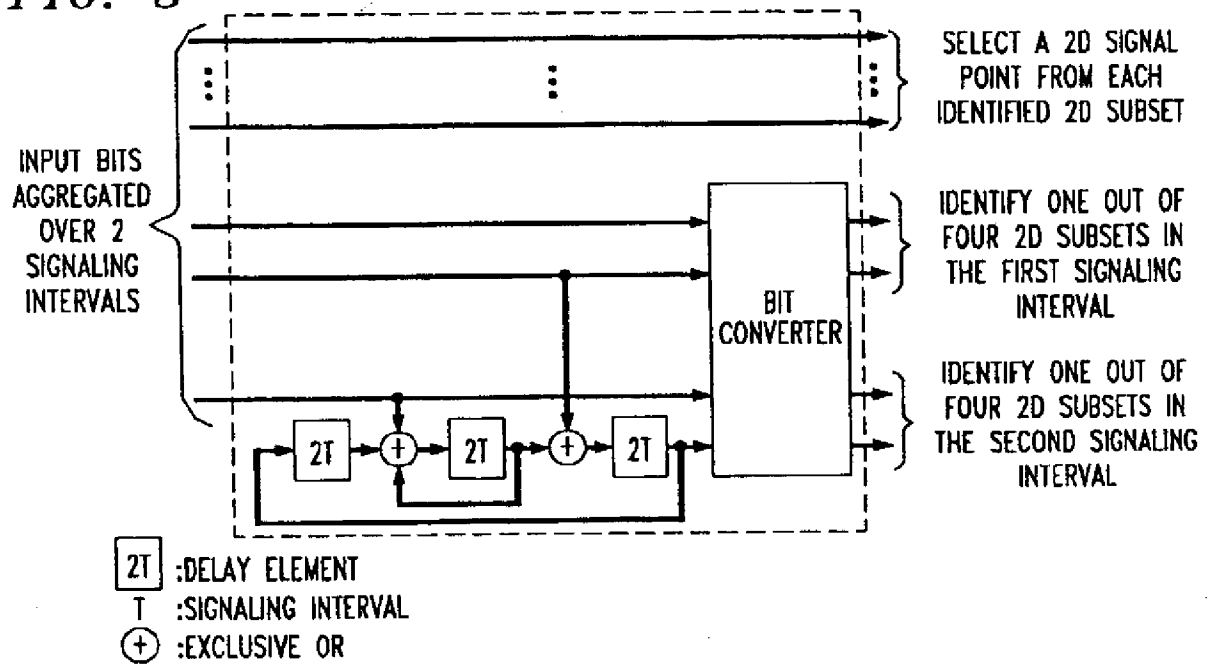 FIG. 3
SELECT A 2D SIGNAL
POINT FROM EACH
IDENTIFIED 2D SUBSET
INPUT BITS
AGGREGATED
OVER 2
SIGNALING
INTERVALS
BIT
CONVERTER
IDENTIFY ONE OUT OF
FOUR 2D SUBSETS IN
THE FIRST SIGNALING
INTERVAL
IDENTIFY ONE OUT OF
FOUR 2D SUBSETS IN
THE SECOND SIGNALING
INTERVAL
2T + 2T + 2T
2T :DELAY ELEMENT
T :SIGNALING INTERVAL
+ :EXCLUSIVE OR